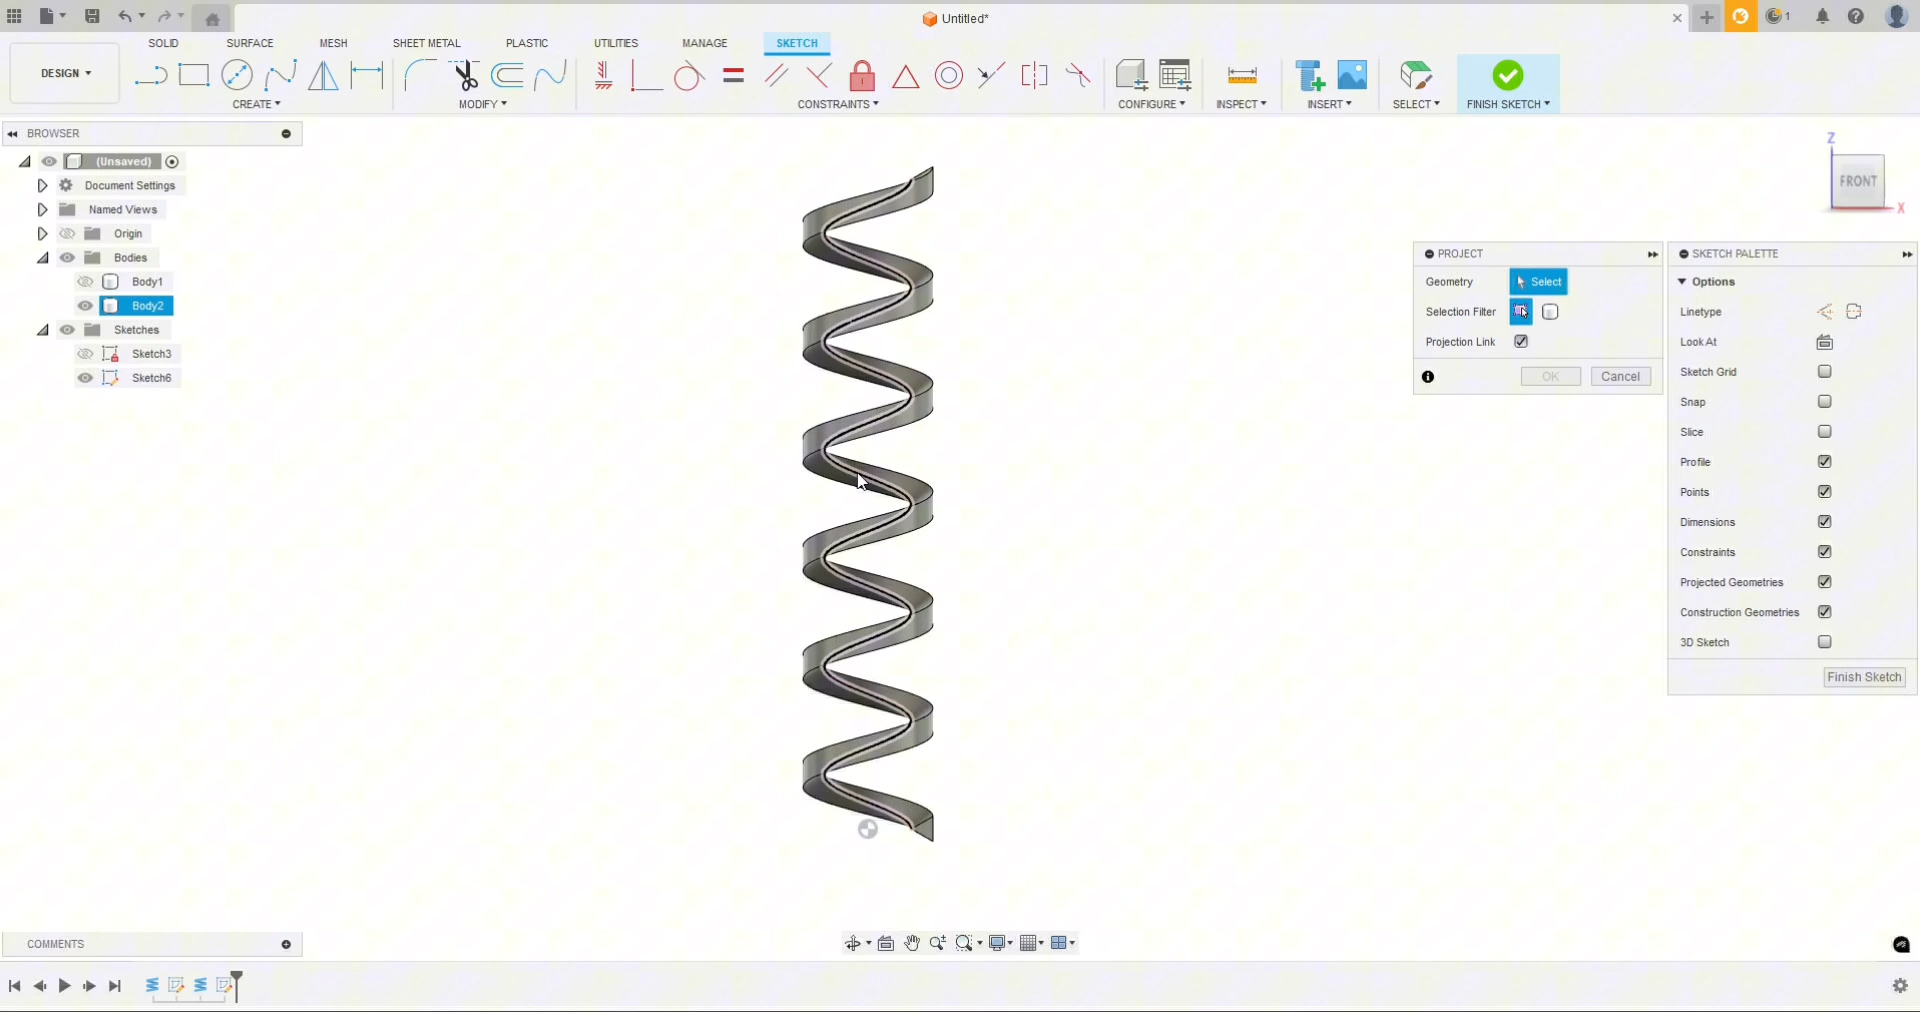 Untitled*
1
SOLID SURFACE MESH SHEET METAL PLASTIC UTILITIES MANAGE SKETCH
DESIGN
CREATE MODIFY CONSTRAINTS CONFIGURE INSPECT INSERT SELECT FINISH SKETCH
BROWSER
(Unsaved)
Document Settings
Named Views
Origin
Bodies
Body1
Body2
Sketches
Sketch3
Sketch6
Z
FRONT
X
PROJECT
Geometry Select
Selection Filter
Projection Link
OK Cancel
SKETCH PALETTE
Options
Linetype
Look At
Sketch Grid
Snap
Slice
Profile
Points
Dimensions
Constraints
Projected Geometries
Construction Geometries
3D Sketch
Finish Sketch
COMMENTS